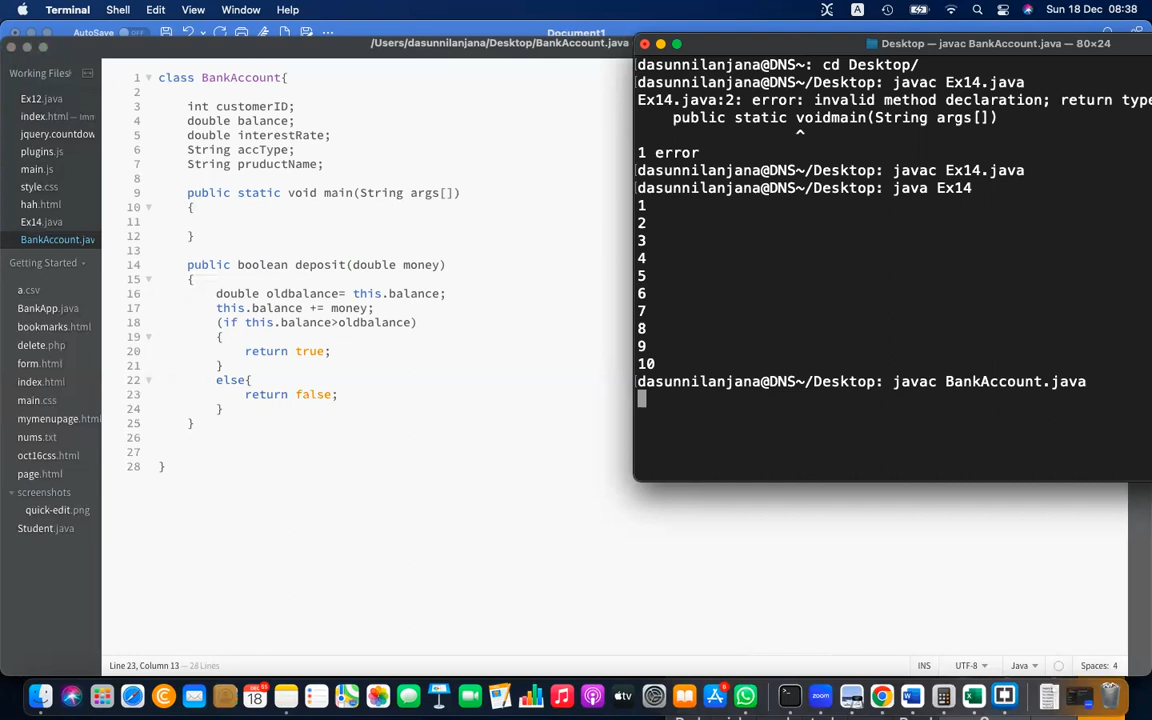 Terminal Shell Edit View Window Help
A Sun 18 Dec 08:38
AutoSave OFF
Document1
/Users/dasunnilanjana/Desktop/BankAccount.java
Working Files
Ex12.java
index.html — imm
jquery.countdow
plugins.js
main.js
style.css
hah.html
Ex14.java
BankAccount.jav
Getting Started
a.csv
BankApp.java
bookmarks.html
delete.php
form.html
index.html
main.css
mymenupage.html
nums.txt
oct16css.html
page.html
screenshots
quick-edit.png
Student.java
1 class BankAccount{
2
3 int customerID;
4 double balance;
5 double interestRate;
6 String accType;
7 String pruductName;
8
9 public static void main(String args[])
10 {
11
12 }
13
14 public boolean deposit(double money)
15 {
16 double oldbalance= this.balance;
17 this.balance += money;
18 (if this.balance>oldbalance)
19 {
20 return true;
21 }
22 else{
23 return false;
24 }
25 }
26
27
28 }
Line 23, Column 13 — 28 Lines
INS UTF-8 Java Spaces: 4
Desktop — javac BankAccount.java — 80×24
dasunnilanjana@DNS~: cd Desktop/
dasunnilanjana@DNS~/Desktop: javac Ex14.java
Ex14.java:2: error: invalid method declaration; return type
public static voidmain(String args[])
^
1 error
dasunnilanjana@DNS~/Desktop: javac Ex14.java
dasunnilanjana@DNS~/Desktop: java Ex14
1
2
3
4
5
6
7
8
9
10
dasunnilanjana@DNS~/Desktop: javac BankAccount.java
18
tv
zoom